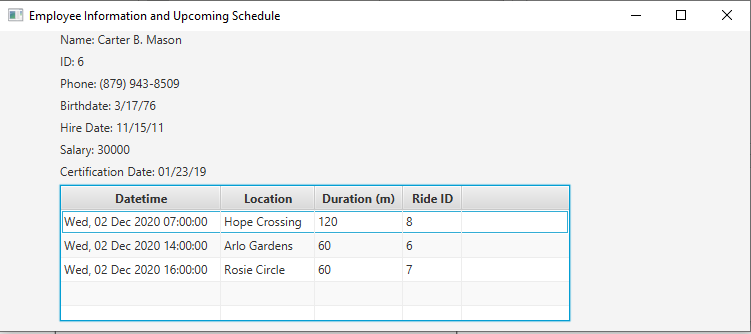 Employee Information and Upcoming Schedule
Name: Carter B. Mason
ID: 6
Phone: (879) 943-8509
Birthdate: 3/17/76
Hire Date: 11/15/11
Salary: 30000
Certification Date: 01/23/19
Datetime Location Duration (m) Ride ID
Wed, 02 Dec 2020 07:00:00 Hope Crossing 120 8
Wed, 02 Dec 2020 14:00:00 Arlo Gardens 60 6
Wed, 02 Dec 2020 16:00:00 Rosie Circle 60 7